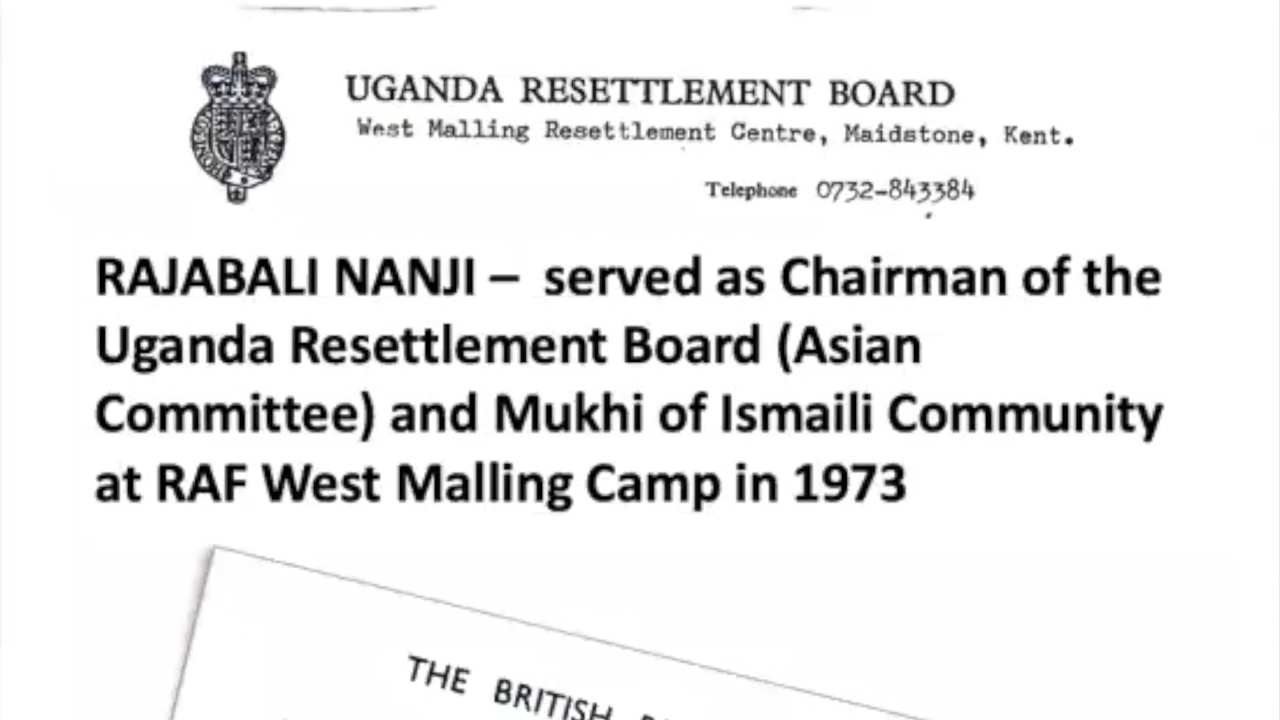 UGANDA RESETTLEMENT BOARD
West Malling Resettlement Centre, Maidstone, Kent.
Telephone 0732-843384
RAJABALI NANJI – served as Chairman of the
Uganda Resettlement Board (Asian
Committee) and Mukhi of Ismaili Community
at RAF West Malling Camp in 1973
THE BRITISH